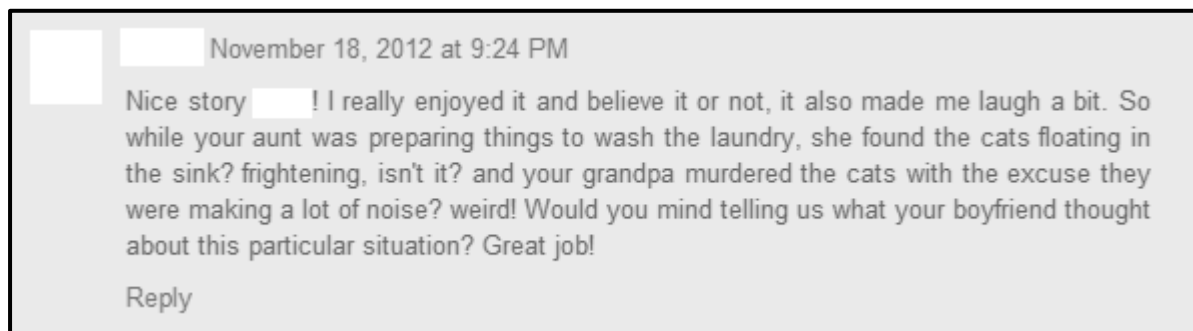 November 18, 2012 at 9:24 PM
Nice story ! I really enjoyed it and believe it or not, it also made me laugh a bit. So
while your aunt was preparing things to wash the laundry, she found the cats floating in
the sink? frightening, isn't it? and your grandpa murdered the cats with the excuse they
were making a lot of noise? weird! Would you mind telling us what your boyfriend thought
about this particular situation? Great job!
Reply